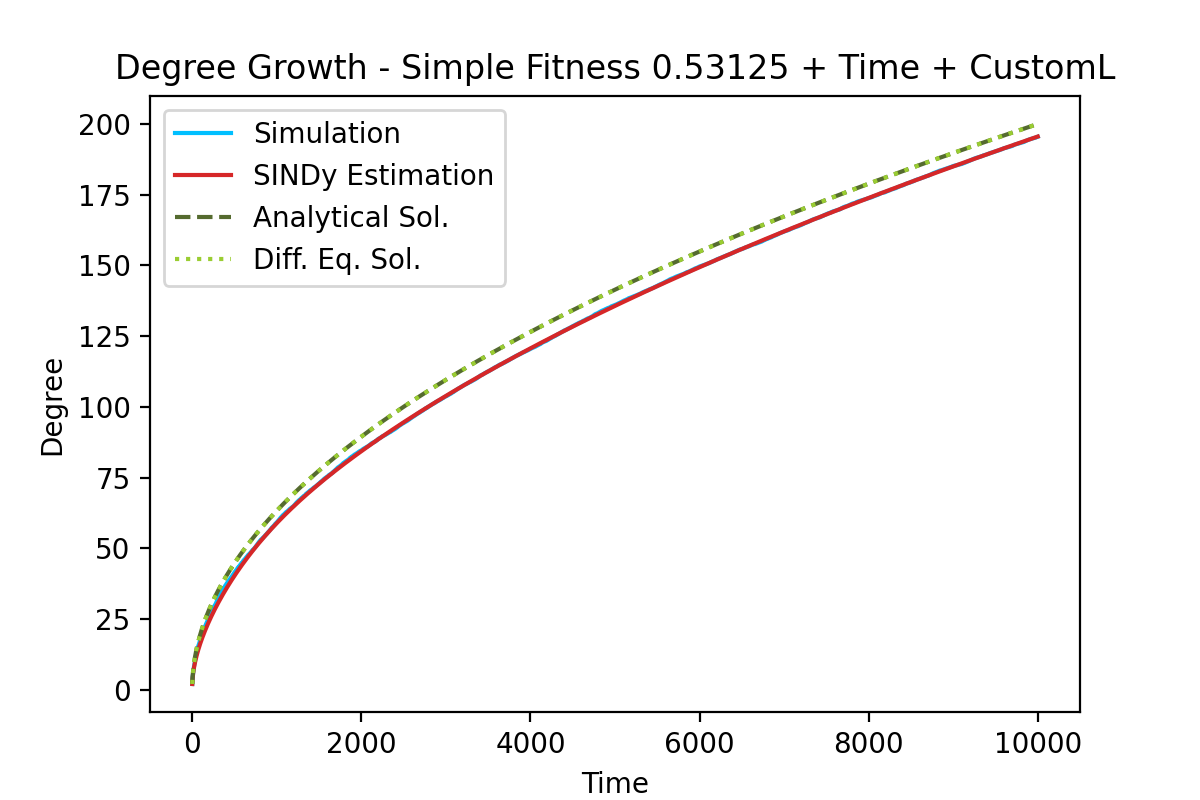 Degree Growth - Simple Fitness 0.53125 + Time + CustomL
Simulation
SINDy Estimation
Analytical Sol.
Diff. Eq. Sol.
200
175
150
125
100
75
50
25
0
Degree
0 2000 4000 6000 8000 10000
Time